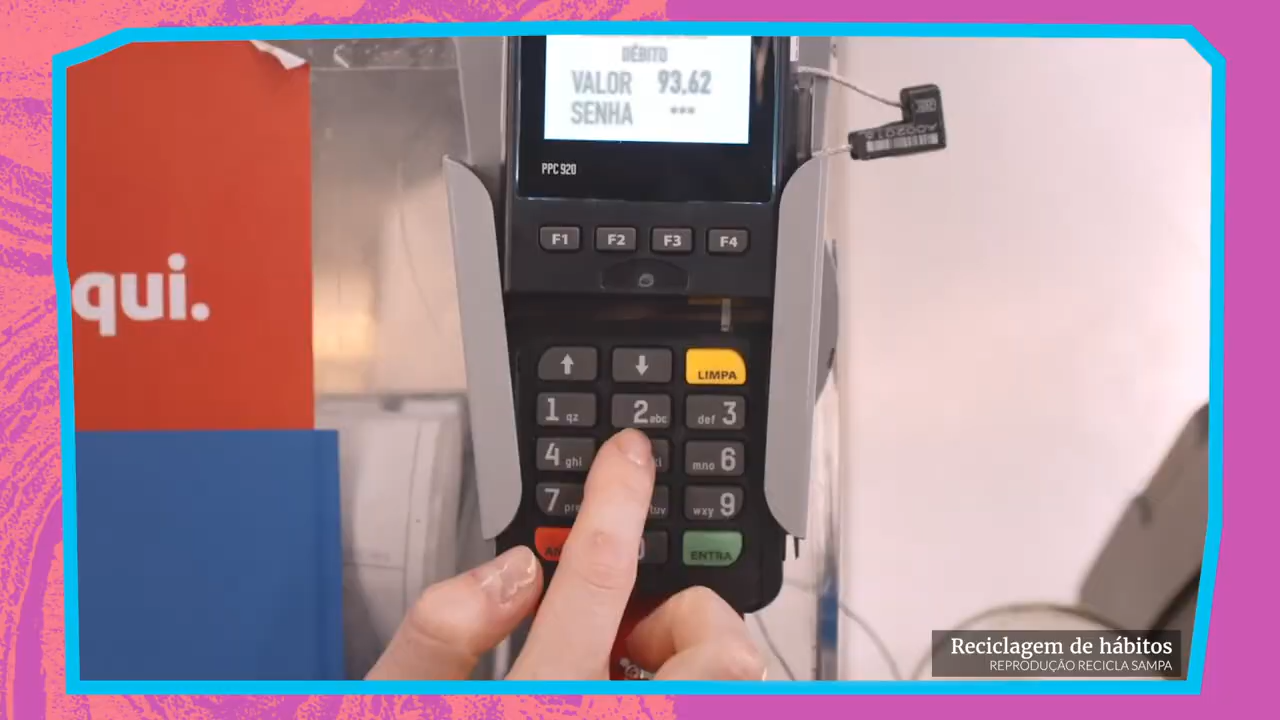 DÉBITO
VALOR 93,62
SENHA ***
PPC 920
F1 F2 F3 F4
qui.
LIMPA
1 qz 2 abc def 3
4 ghi mno 6
7 wxy 9
ENTRA
Reciclagem de hábitos
REPRODUÇÃO RECICLA SAMPA